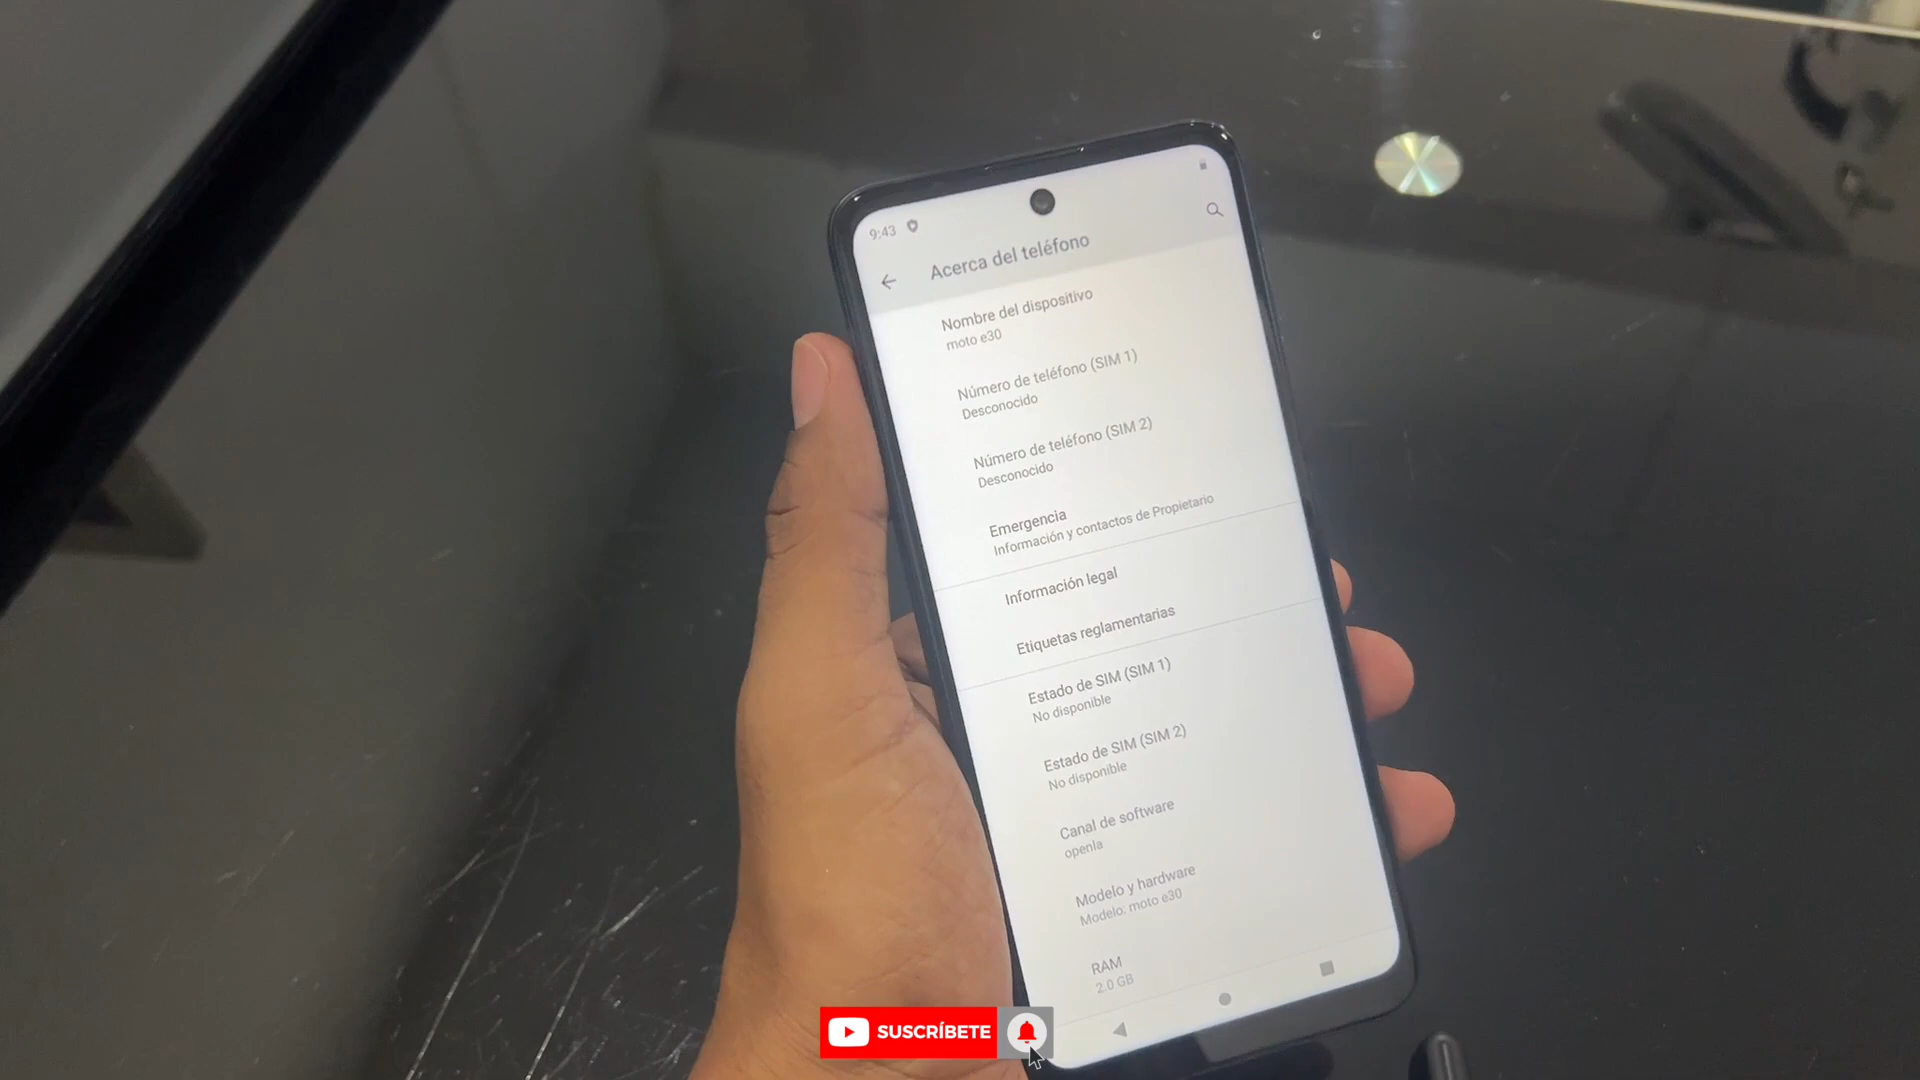 9:43
Acerca del teléfono
Nombre del dispositivo
moto e30
Número de teléfono (SIM 1)
Desconocido
Número de teléfono (SIM 2)
Desconocido
Emergencia
Información y contactos de Propietario
Información legal
Etiquetas reglamentarias
Estado de SIM (SIM 1)
No disponible
Estado de SIM (SIM 2)
No disponible
Canal de software
openla
Modelo y hardware
Modelo: moto e30
RAM
2.0 GB
SUSCRÍBETE